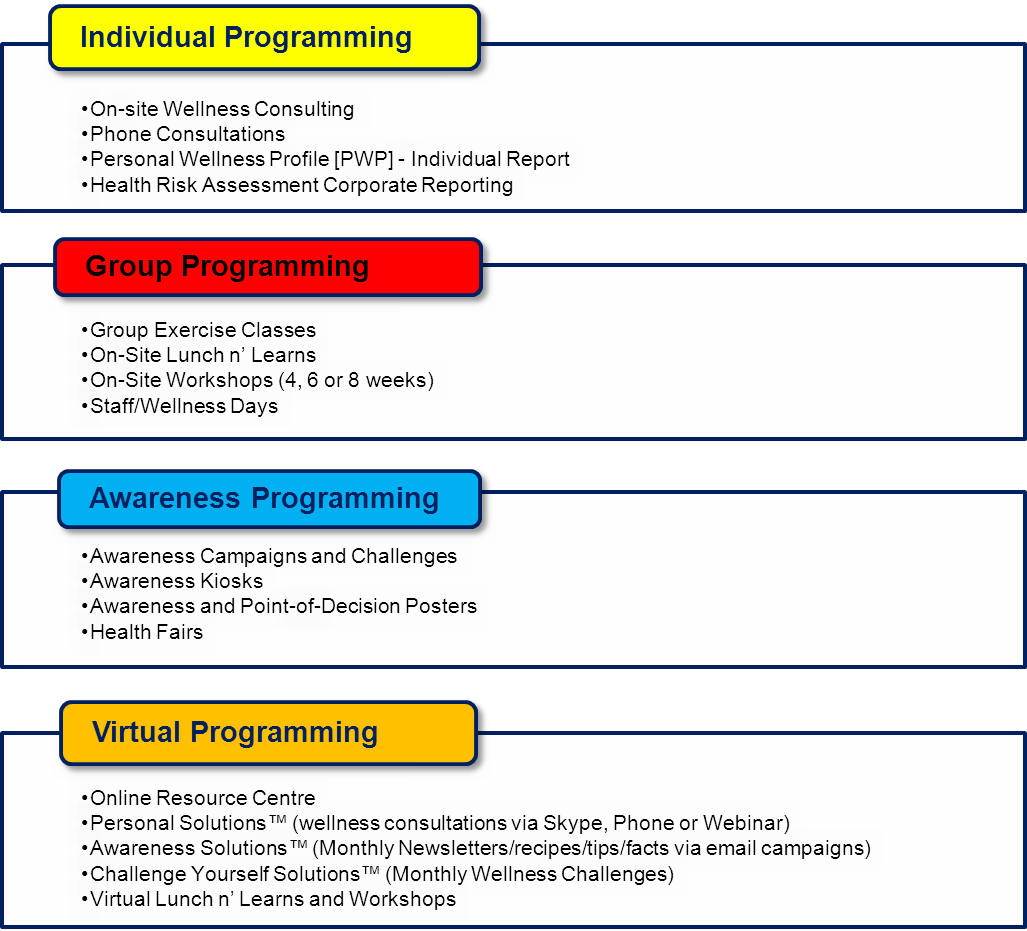 Individual Programming
•On-site Wellness Consulting
•Phone Consultations
•Personal Wellness Profile [PWP] - Individual Report
•Health Risk Assessment Corporate Reporting
Group Programming
•Group Exercise Classes
•On-Site Lunch n’ Learns
•On-Site Workshops (4, 6 or 8 weeks)
•Staff/Wellness Days
Awareness Programming
•Awareness Campaigns and Challenges
•Awareness Kiosks
•Awareness and Point-of-Decision Posters
•Health Fairs
Virtual Programming
•Online Resource Centre
•Personal Solutions™ (wellness consultations via Skype, Phone or Webinar)
•Awareness Solutions™ (Monthly Newsletters/recipes/tips/facts via email campaigns)
•Challenge Yourself Solutions™ (Monthly Wellness Challenges)
•Virtual Lunch n’ Learns and Workshops